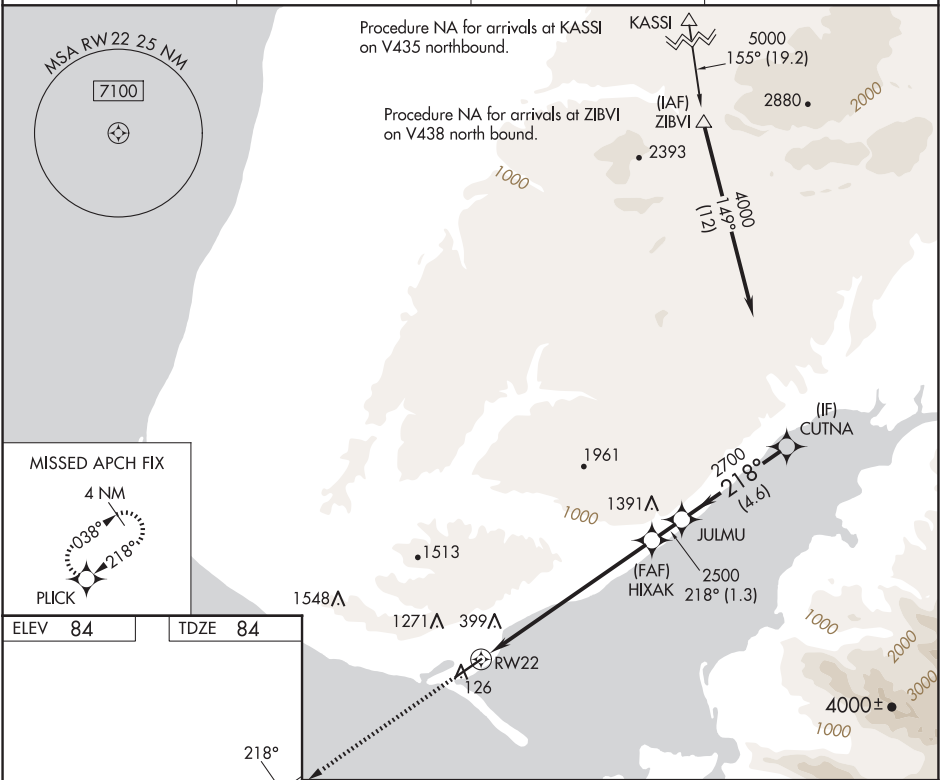 Procedure NA for arrivals at KASSI
on V435 northbound.
KASSI
5000
155° (19.2)
MSA RW22 25 NM
7100
2880
2000
(IAF)
ZIBVI
Procedure NA for arrivals at ZIBVI
on V438 north bound.
2393
1000
4000
149°
(12)
(IF)
CUTNA
MISSED APCH FIX
4 NM
038°
218°
PLICK
1961
2700
218°
(4.6)
1391
1000
JULMU
(FAF)
HIXAK
2500
218° (1.3)
1513
1548
1271
399
1000
2000
3000
ELEV 84
TDZE 84
RW22
126
4000±
1000
218°